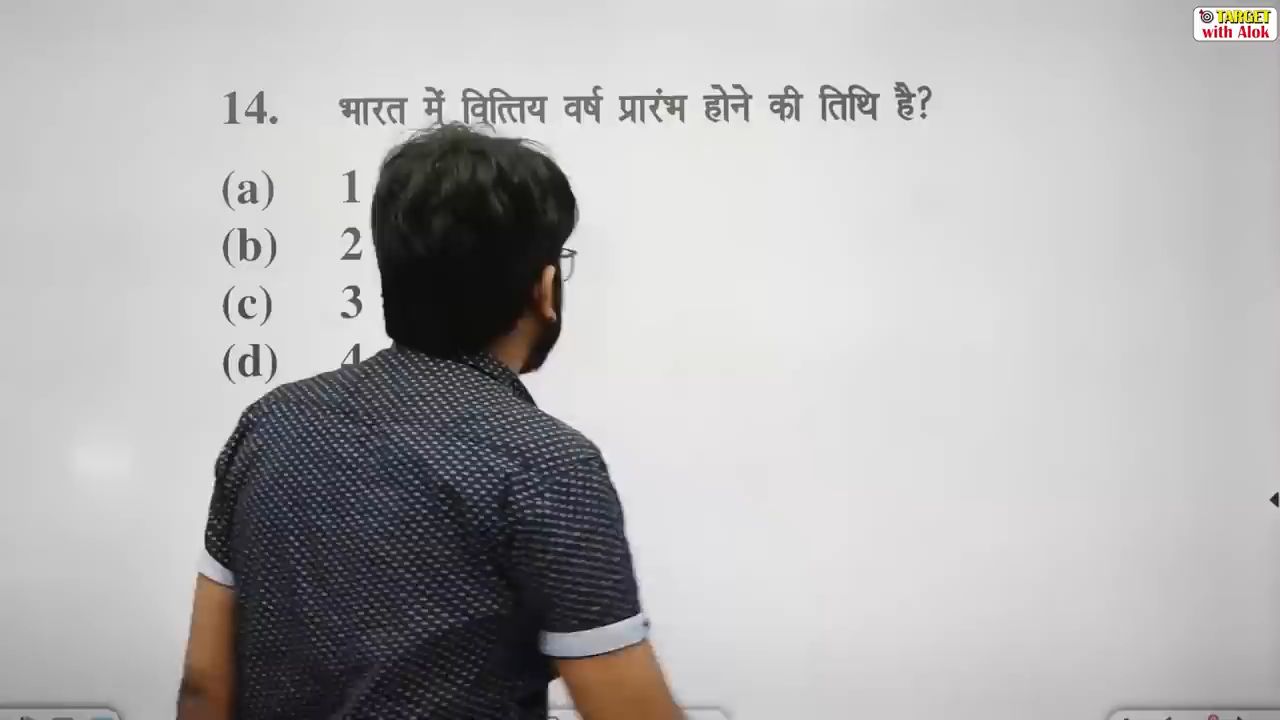 TARGET
with Alok
14. भारत में वित्तिय वर्ष प्रारंभ होने की तिथि है?
(a) 1
(b) 2
(c) 3
(d) 4